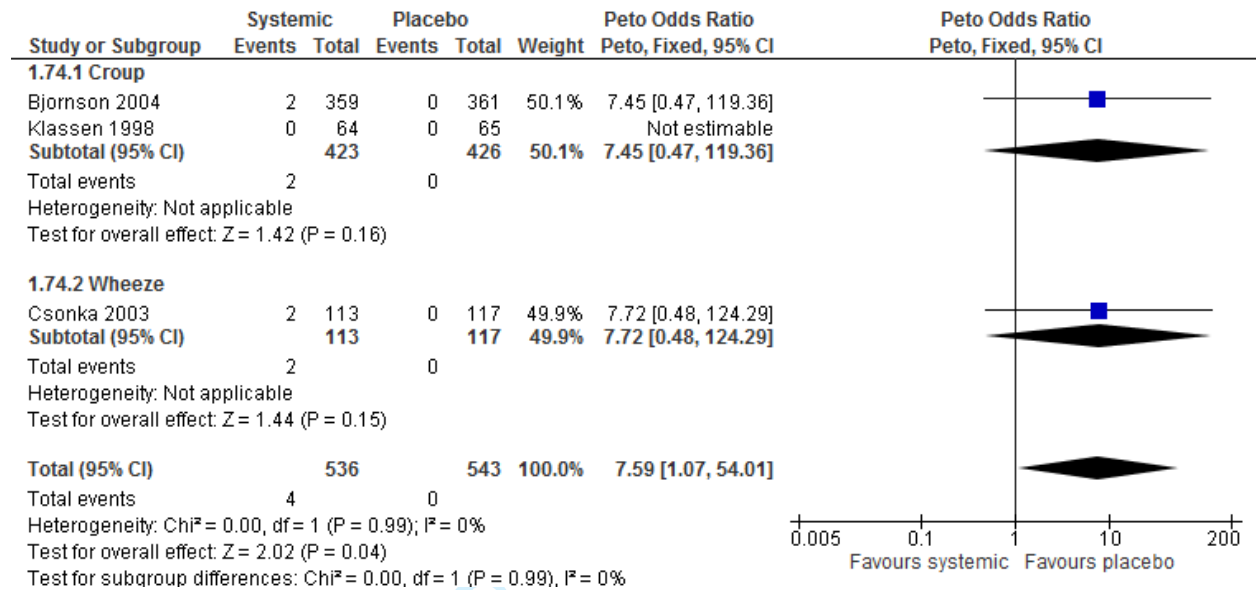 Systemic Placebo Peto Odds Ratio Peto Odds Ratio
Study or Subgroup Events Total Events Total Weight Peto, Fixed, 95% CI Peto, Fixed, 95% CI
1.74.1 Croup
Bjornson 2004 2 359 0 361 50.1% 7.45 [0.47, 119.36]
Klassen 1998 0 64 0 65 Not estimable
Subtotal (95% CI) 423 426 50.1% 7.45 [0.47, 119.36]
Total events 2 0
Heterogeneity: Not applicable
Test for overall effect: Z = 1.42 (P = 0.16)
1.74.2 Wheeze
Csonka 2003 2 113 0 117 49.9% 7.72 [0.48, 124.29]
Subtotal (95% CI) 113 117 49.9% 7.72 [0.48, 124.29]
Total events 2 0
Heterogeneity: Not applicable
Test for overall effect: Z = 1.44 (P = 0.15)
Total (95% CI) 536 543 100.0% 7.59 [1.07, 54.01]
Total events 4 0
Heterogeneity: Chi² = 0.00, df = 1 (P = 0.99); I² = 0%
Test for overall effect: Z = 2.02 (P = 0.04)
Test for subgroup differences: Chi² = 0.00, df = 1 (P = 0.99), I² = 0%
0.005 0.1 1 10 200
Favours systemic Favours placebo